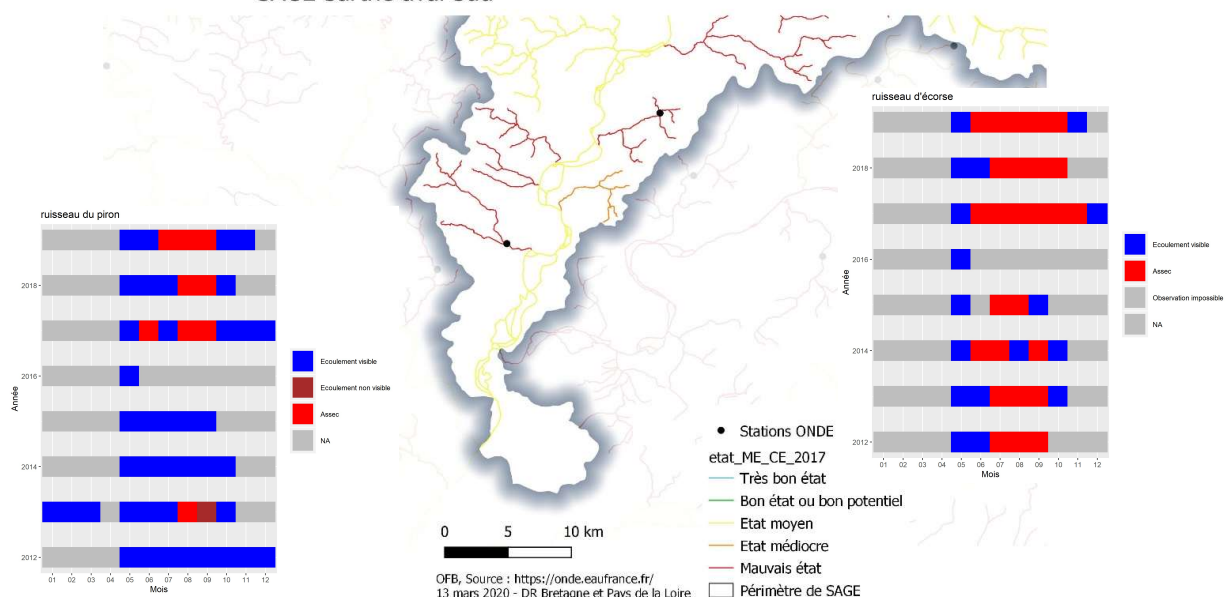 ruisseau d'écorse
2018
2016
2014
2012
Année
01 02 03 04 05 06 07 08 09 10 11 12
Mois
Ecoulement visible
Assec
Observation impossible
NA
ruisseau du piron
2018
2016
2014
2012
Année
01 02 03 04 05 06 07 08 09 10 11 12
Mois
Ecoulement visible
Ecoulement non visible
Assec
NA
Stations ONDE
etat_ME_CE_2017
Très bon état
Bon état ou bon potentiel
Etat moyen
Etat médiocre
Mauvais état
Périmètre de SAGE
0 5 10 km
OFB, Source : https://onde.eaufrance.fr/
13 mars 2020 - DR Bretagne et Pays de la Loire